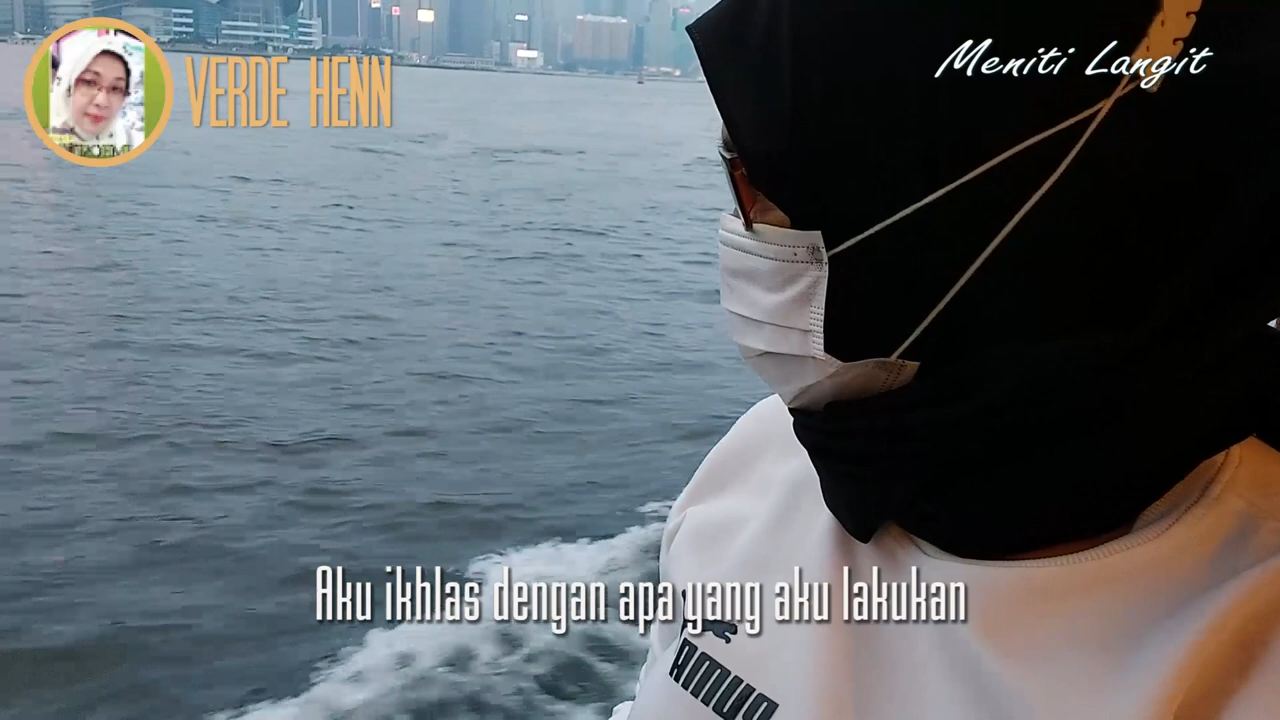 VERDE HENN
Meniti Langit
Aku ikhlas dengan apa yang aku lakukan
PUMA